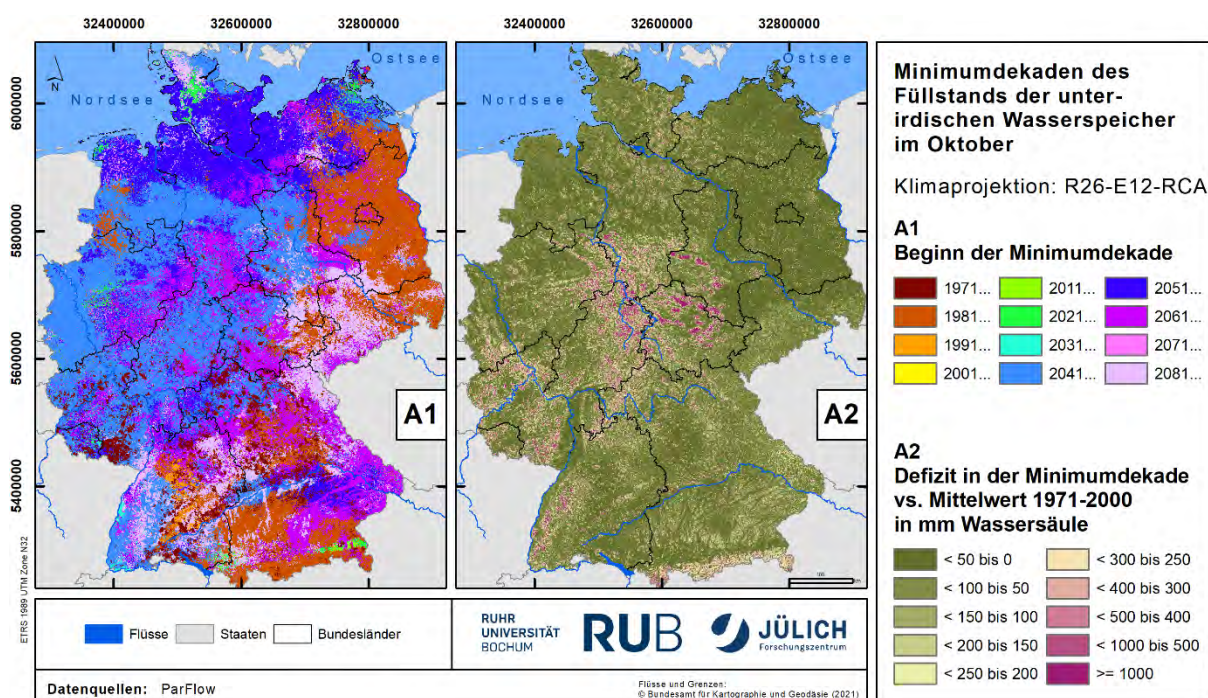 32400000 32600000 32800000
32400000 32600000 32800000
6000000
5800000
5600000
5400000
ETRS 1989 UTM Zone N32
N
Nordsee
Ostsee
A1
Nordsee
Ostsee
A2
Minimumdekaden des
Füllstands der unter-
irdischen Wasserspeicher
im Oktober
Klimaprojektion: R26-E12-RCA
A1
Beginn der Minimumdekade
1971... 2011... 2051...
1981... 2021... 2061...
1991... 2031... 2071...
2001... 2041... 2081...
A2
Defizit in der Minimumdekade
vs. Mittelwert 1971-2000
in mm Wassersäule
< 50 bis 0 < 300 bis 250
< 100 bis 50 < 400 bis 300
< 150 bis 100 < 500 bis 400
< 200 bis 150 < 1000 bis 500
< 250 bis 200 >= 1000
Flüsse Staaten Bundesländer
RUHR
UNIVERSITÄT
BOCHUM
RUB
JÜLICH
Forschungszentrum
Datenquellen: ParFlow
Flüsse und Grenzen:
© Bundesamt für Kartographie und Geodäsie (2021)